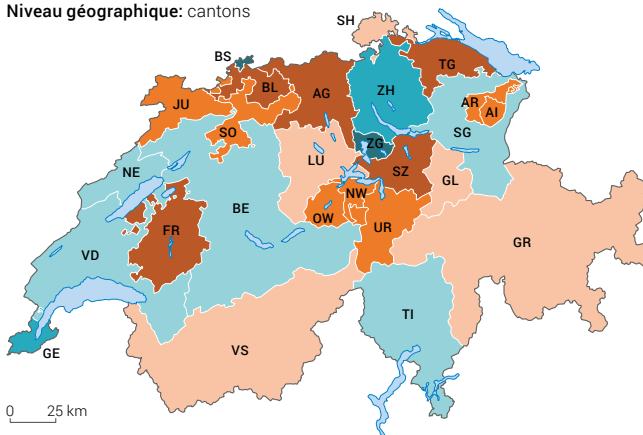 Niveau géographique: cantons
SH
BS
TG
BL
AG
ZH
JU
AR
AI
SO
SG
ZG
LU
NE
SZ
GL
NW
BE
OW
FR
UR
GR
VD
TI
VS
GE
0 25 km